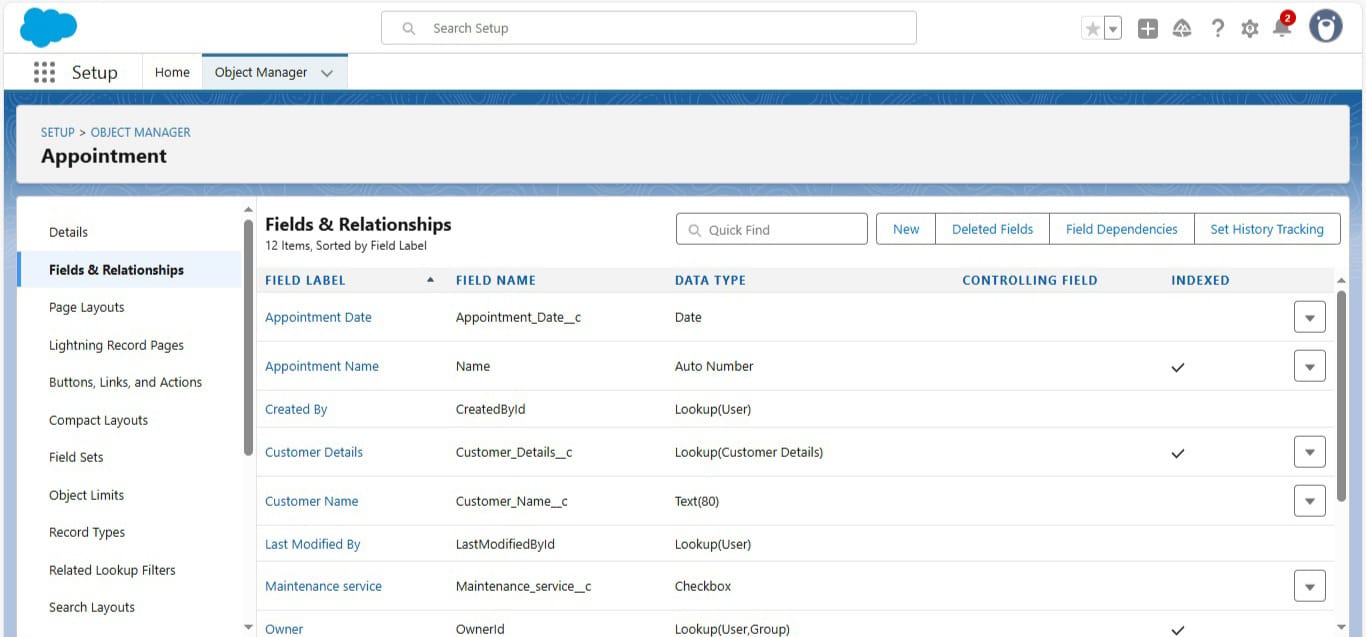 Search Setup
2
Setup
Home
Object Manager
SETUP > OBJECT MANAGER
Appointment
Details
Fields & Relationships
Page Layouts
Lightning Record Pages
Buttons, Links, and Actions
Compact Layouts
Field Sets
Object Limits
Record Types
Related Lookup Filters
Search Layouts
Fields & Relationships
12 Items, Sorted by Field Label
Quick Find
New
Deleted Fields
Field Dependencies
Set History Tracking
FIELD LABEL FIELD NAME DATA TYPE CONTROLLING FIELD INDEXED
Appointment Date Appointment_Date__c Date
Appointment Name Name Auto Number
Created By CreatedById Lookup(User)
Customer Details Customer_Details__c Lookup(Customer Details)
Customer Name Customer_Name__c Text(80)
Last Modified By LastModifiedById Lookup(User)
Maintenance service Maintenance_service__c Checkbox
Owner OwnerId Lookup(User,Group)